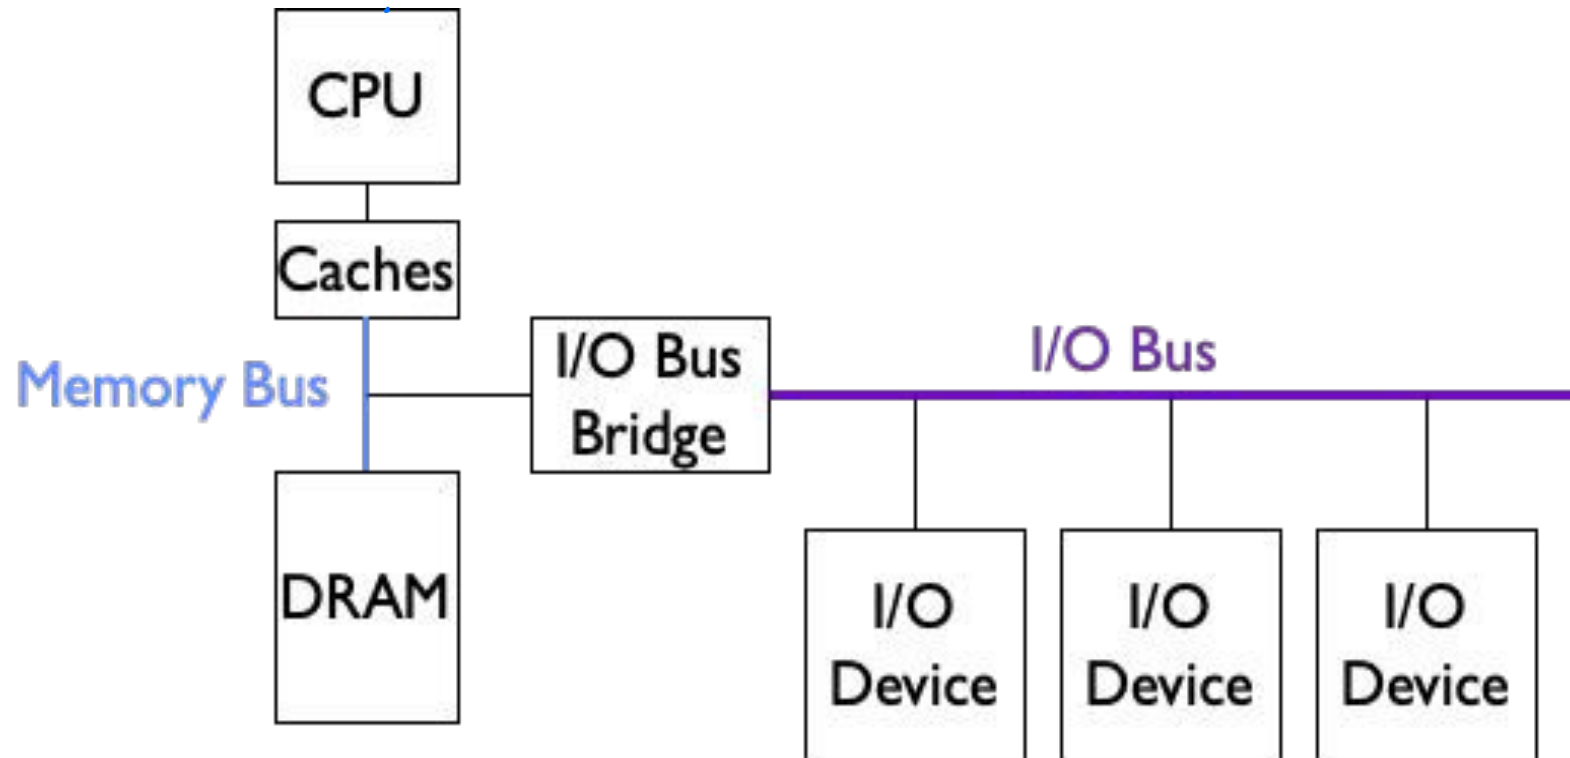 CPU
Caches
Memory Bus
I/O Bus
Bridge
I/O Bus
DRAM
I/O
Device
I/O
Device
I/O
Device